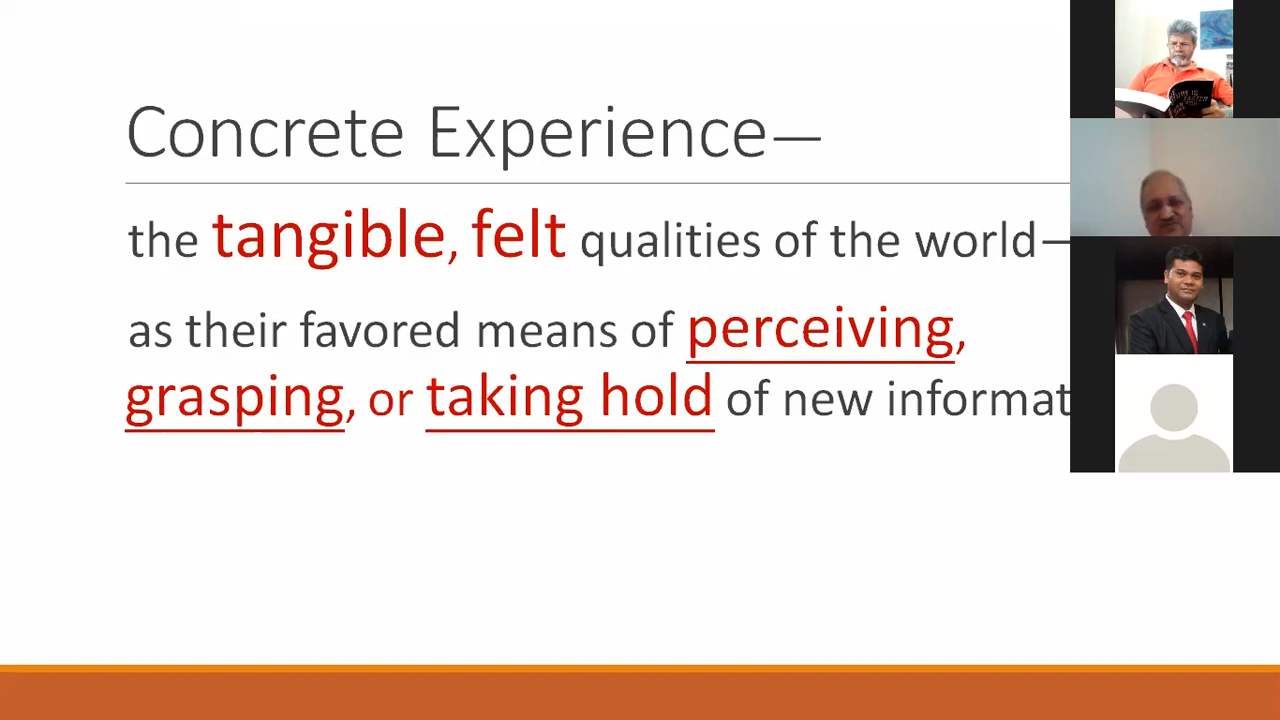 Concrete Experience—
the tangible, felt qualities of the world—
as their favored means of perceiving,
grasping, or taking hold of new informat